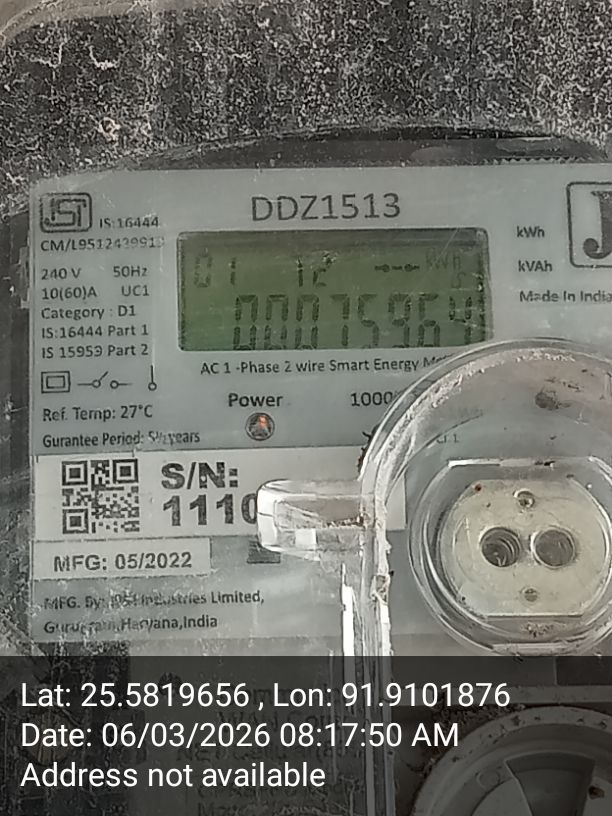 DDZ1513
IS:16444
CM/L9512439913
240 V 50Hz
10(60)A UC1
Category : D1
IS:16444 Part 1
IS 15959 Part 2
01 12 kWh
kWh
kVAh
Made In India
AC 1 -Phase 2 wire Smart Energy
Power 1000
Ref. Temp: 27°C
Gurantee Period: 5½ years
S/N:
1110
MFG: 05/2022
MFG. By: Industries Limited,
Gurugram, Haryana, India
Lat: 25.5819656 , Lon: 91.9101876
Date: 06/03/2026 08:17:50 AM
Address not available